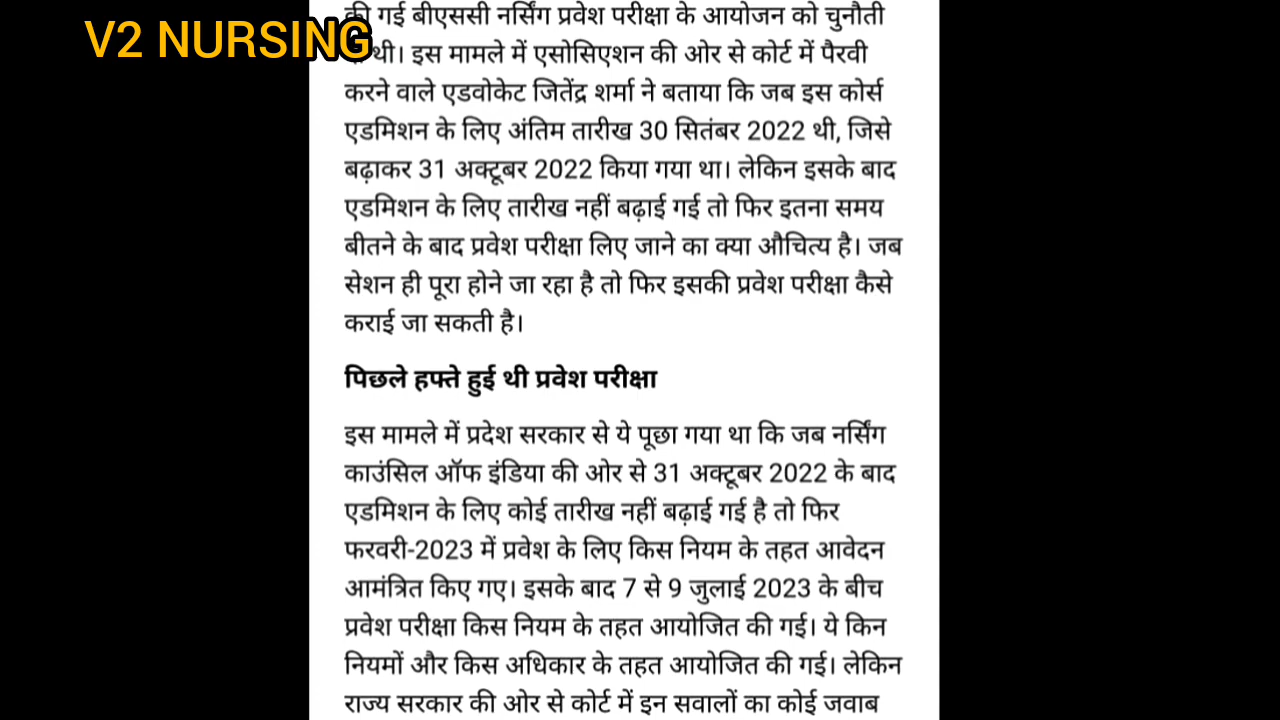 V2 NURSING
की गई बीएससी नर्सिंग प्रवेश परीक्षा के आयोजन को चुनौती
थी। इस मामले में एसोसिएशन की ओर से कोर्ट में पैरवी
करने वाले एडवोकेट जितेंद्र शर्मा ने बताया कि जब इस कोर्स
एडमिशन के लिए अंतिम तारीख 30 सितंबर 2022 थी, जिसे
बढ़ाकर 31 अक्टूबर 2022 किया गया था। लेकिन इसके बाद
एडमिशन के लिए तारीख नहीं बढ़ाई गई तो फिर इतना समय
बीतने के बाद प्रवेश परीक्षा लिए जाने का क्या औचित्य है। जब
सेशन ही पूरा होने जा रहा है तो फिर इसकी प्रवेश परीक्षा कैसे
कराई जा सकती है।
पिछले हफ्ते हुई थी प्रवेश परीक्षा
इस मामले में प्रदेश सरकार से ये पूछा गया था कि जब नर्सिंग
काउंसिल ऑफ इंडिया की ओर से 31 अक्टूबर 2022 के बाद
एडमिशन के लिए कोई तारीख नहीं बढ़ाई गई है तो फिर
फरवरी-2023 में प्रवेश के लिए किस नियम के तहत आवेदन
आमंत्रित किए गए। इसके बाद 7 से 9 जुलाई 2023 के बीच
प्रवेश परीक्षा किस नियम के तहत आयोजित की गई। ये किन
नियमों और किस अधिकार के तहत आयोजित की गई। लेकिन
राज्य सरकार की ओर से कोर्ट में इन सवालों का कोई जवाब